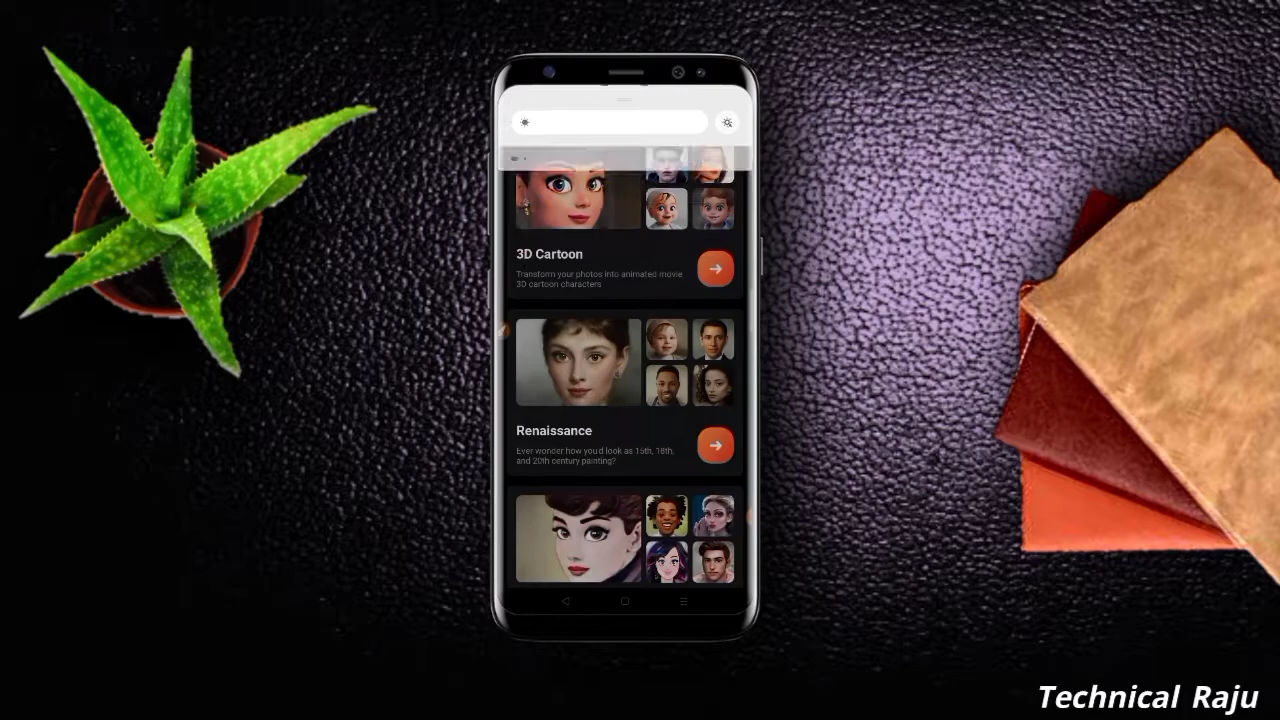 3D Cartoon
Transform your photos into animated movie
3D cartoon characters
Renaissance
Ever wonder how you'd look as 15th, 18th,
and 20th century painting?
Technical Raju